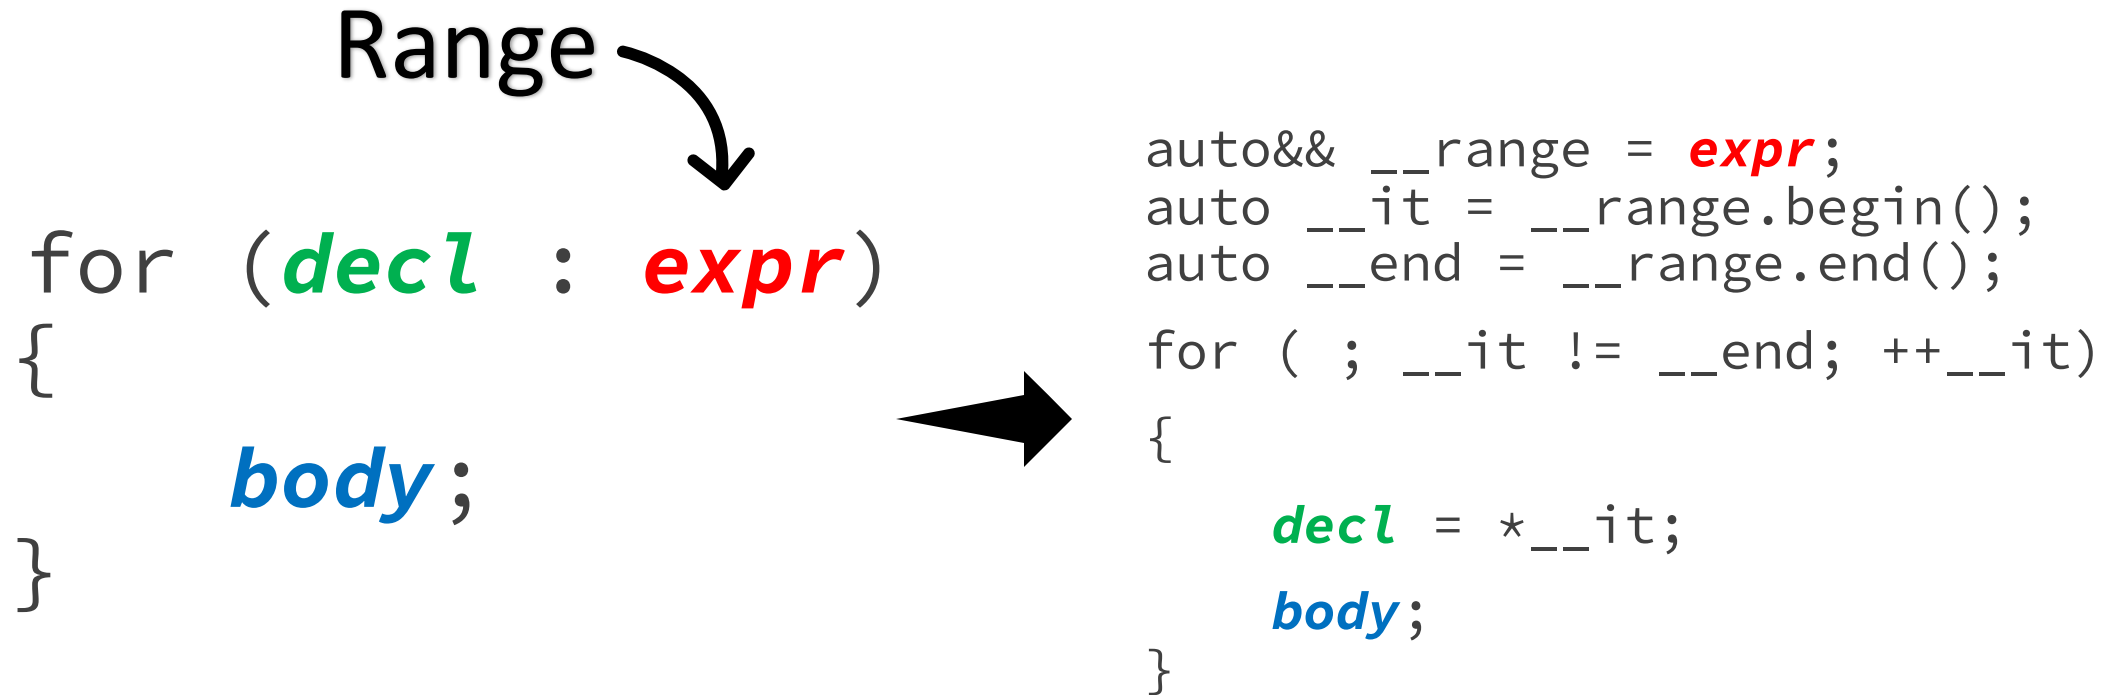 Range
for (decl : expr)
{
body;
}
auto&& __range = expr;
auto __it = __range.begin();
auto __end = __range.end();
for ( ; __it != __end; ++__it)
{
decl = *__it;
body;
}